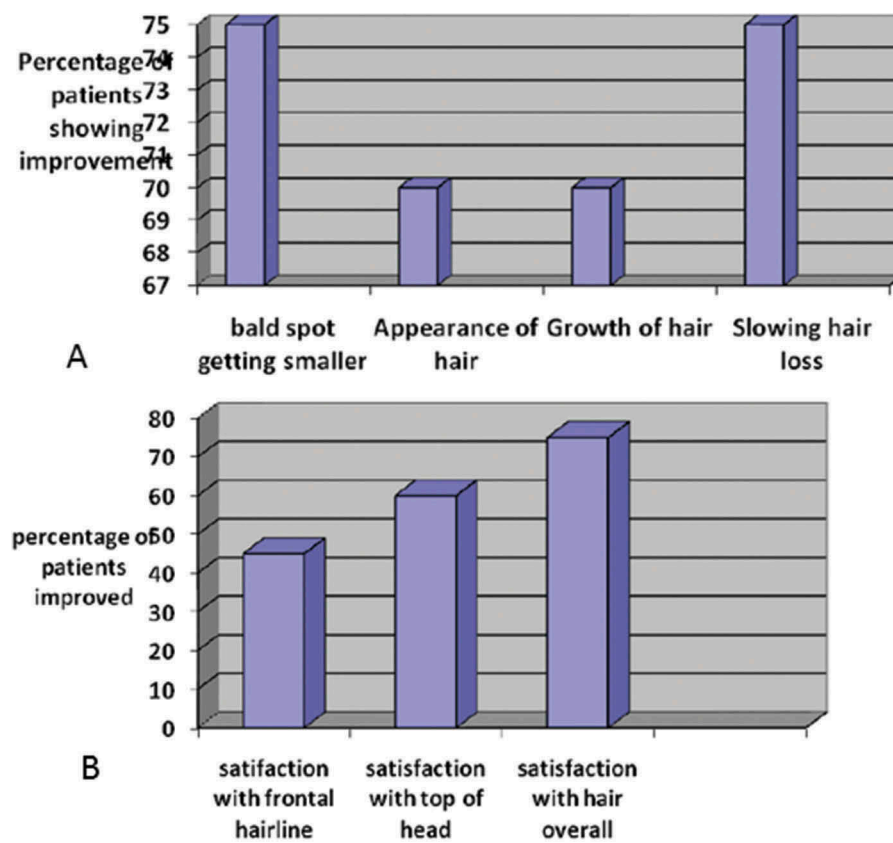 75
74
73
72
71
70
69
68
67
Percentage of
patients
showing
improvement
bald spot
getting smaller
Appearance of
hair
Growth of hair
Slowing hair
loss
A
80
70
60
50
40
30
20
10
0
percentage of
patients
improved
satifaction
with frontal
hairline
satisfaction
with top of
head
satisfaction
with hair
overall
B